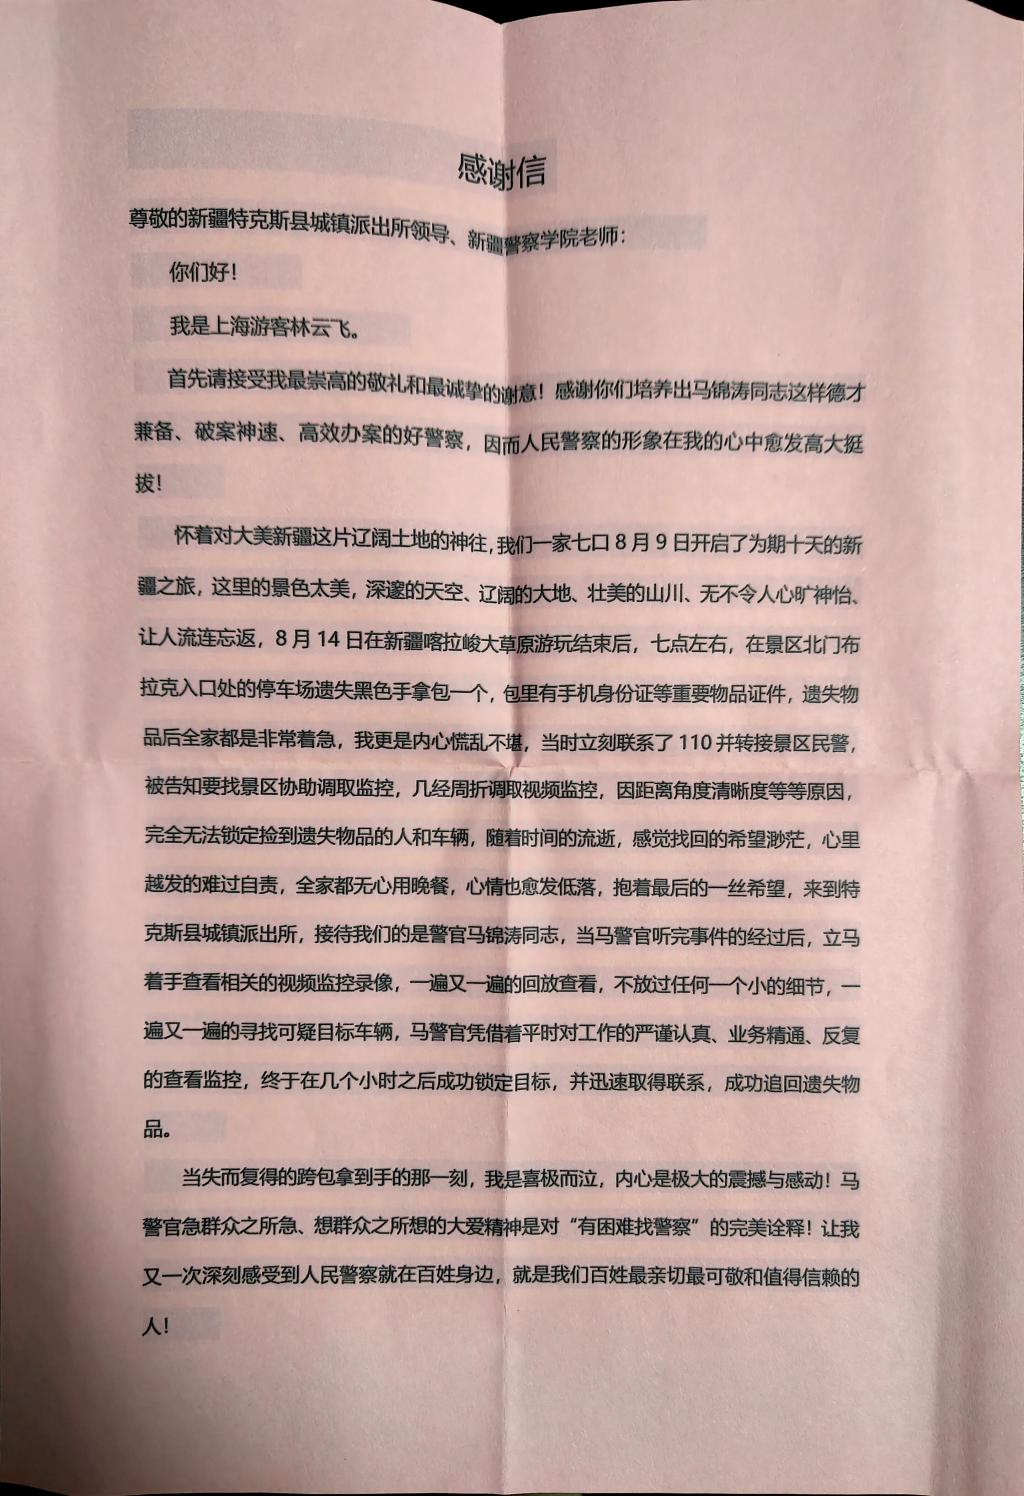 感谢信
尊敬的新疆特克斯县城镇派出所领导、新疆警察学院老师：
你们好！
我是上海游客林云飞。
首先请接受我最崇高的敬礼和最诚挚的谢意！感谢你们培养出马锦涛同志这样德才
兼备、破案神速、高效办案的好警察，因而人民警察的形象在我的心中愈发高大挺
拔！
怀着对大美新疆这片辽阔土地的神往，我们一家七口 8 月 9 日开启了为期十天的新
疆之旅，这里的景色太美，深邃的天空、辽阔的大地、壮美的山川、无不令人心旷神怡、
让人流连忘返，8 月 14 日在新疆喀拉峻大草原游玩结束后，七点左右，在景区北门布
拉克入口处的停车场遗失黑色手拿包一个，包里有手机身份证等重要物品证件，遗失物
品后全家都是非常着急，我更是内心慌乱不堪，当时立刻联系了 110 并转接景区民警，
被告知要找景区协助调取监控，几经周折调取视频监控，因距离角度清晰度等等原因，
完全无法锁定捡到遗失物品的人和车辆，随着时间的流逝，感觉找回的希望渺茫，心里
越发的难过自责，全家都无心用晚餐，心情也愈发低落，抱着最后的一丝希望，来到特
克斯县城镇派出所，接待我们的是警官马锦涛同志，当马警官听完事件的经过后，立马
着手查看相关的视频监控录像，一遍又一遍的回放查看，不放过任何一个小的细节，一
遍又一遍的寻找可疑目标车辆，马警官凭借着平时对工作的严谨认真、业务精通、反复
的查看监控，终于在几个小时之后成功锁定目标，并迅速取得联系，成功追回遗失物
品。
当失而复得的跨包拿到手的那一刻，我是喜极而泣，内心是极大的震撼与感动！马
警官急群众之所急、想群众之所想的大爱精神是对“有困难找警察”的完美诠释！让我
又一次深刻感受到人民警察就在百姓身边，就是我们百姓最亲切最可敬和值得信赖的
人！